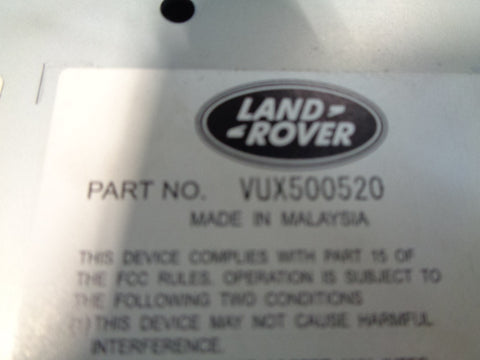 LAND
ROVER
PART NO. VUX500520
MADE IN MALAYSIA
THIS DEVICE COMPLIES WITH PART 15 OF
THE FCC RULES. OPERATION IS SUBJECT TO
THE FOLLOWING TWO CONDITIONS
(1) THIS DEVICE MAY NOT CAUSE HARMFUL
INTERFERENCE.